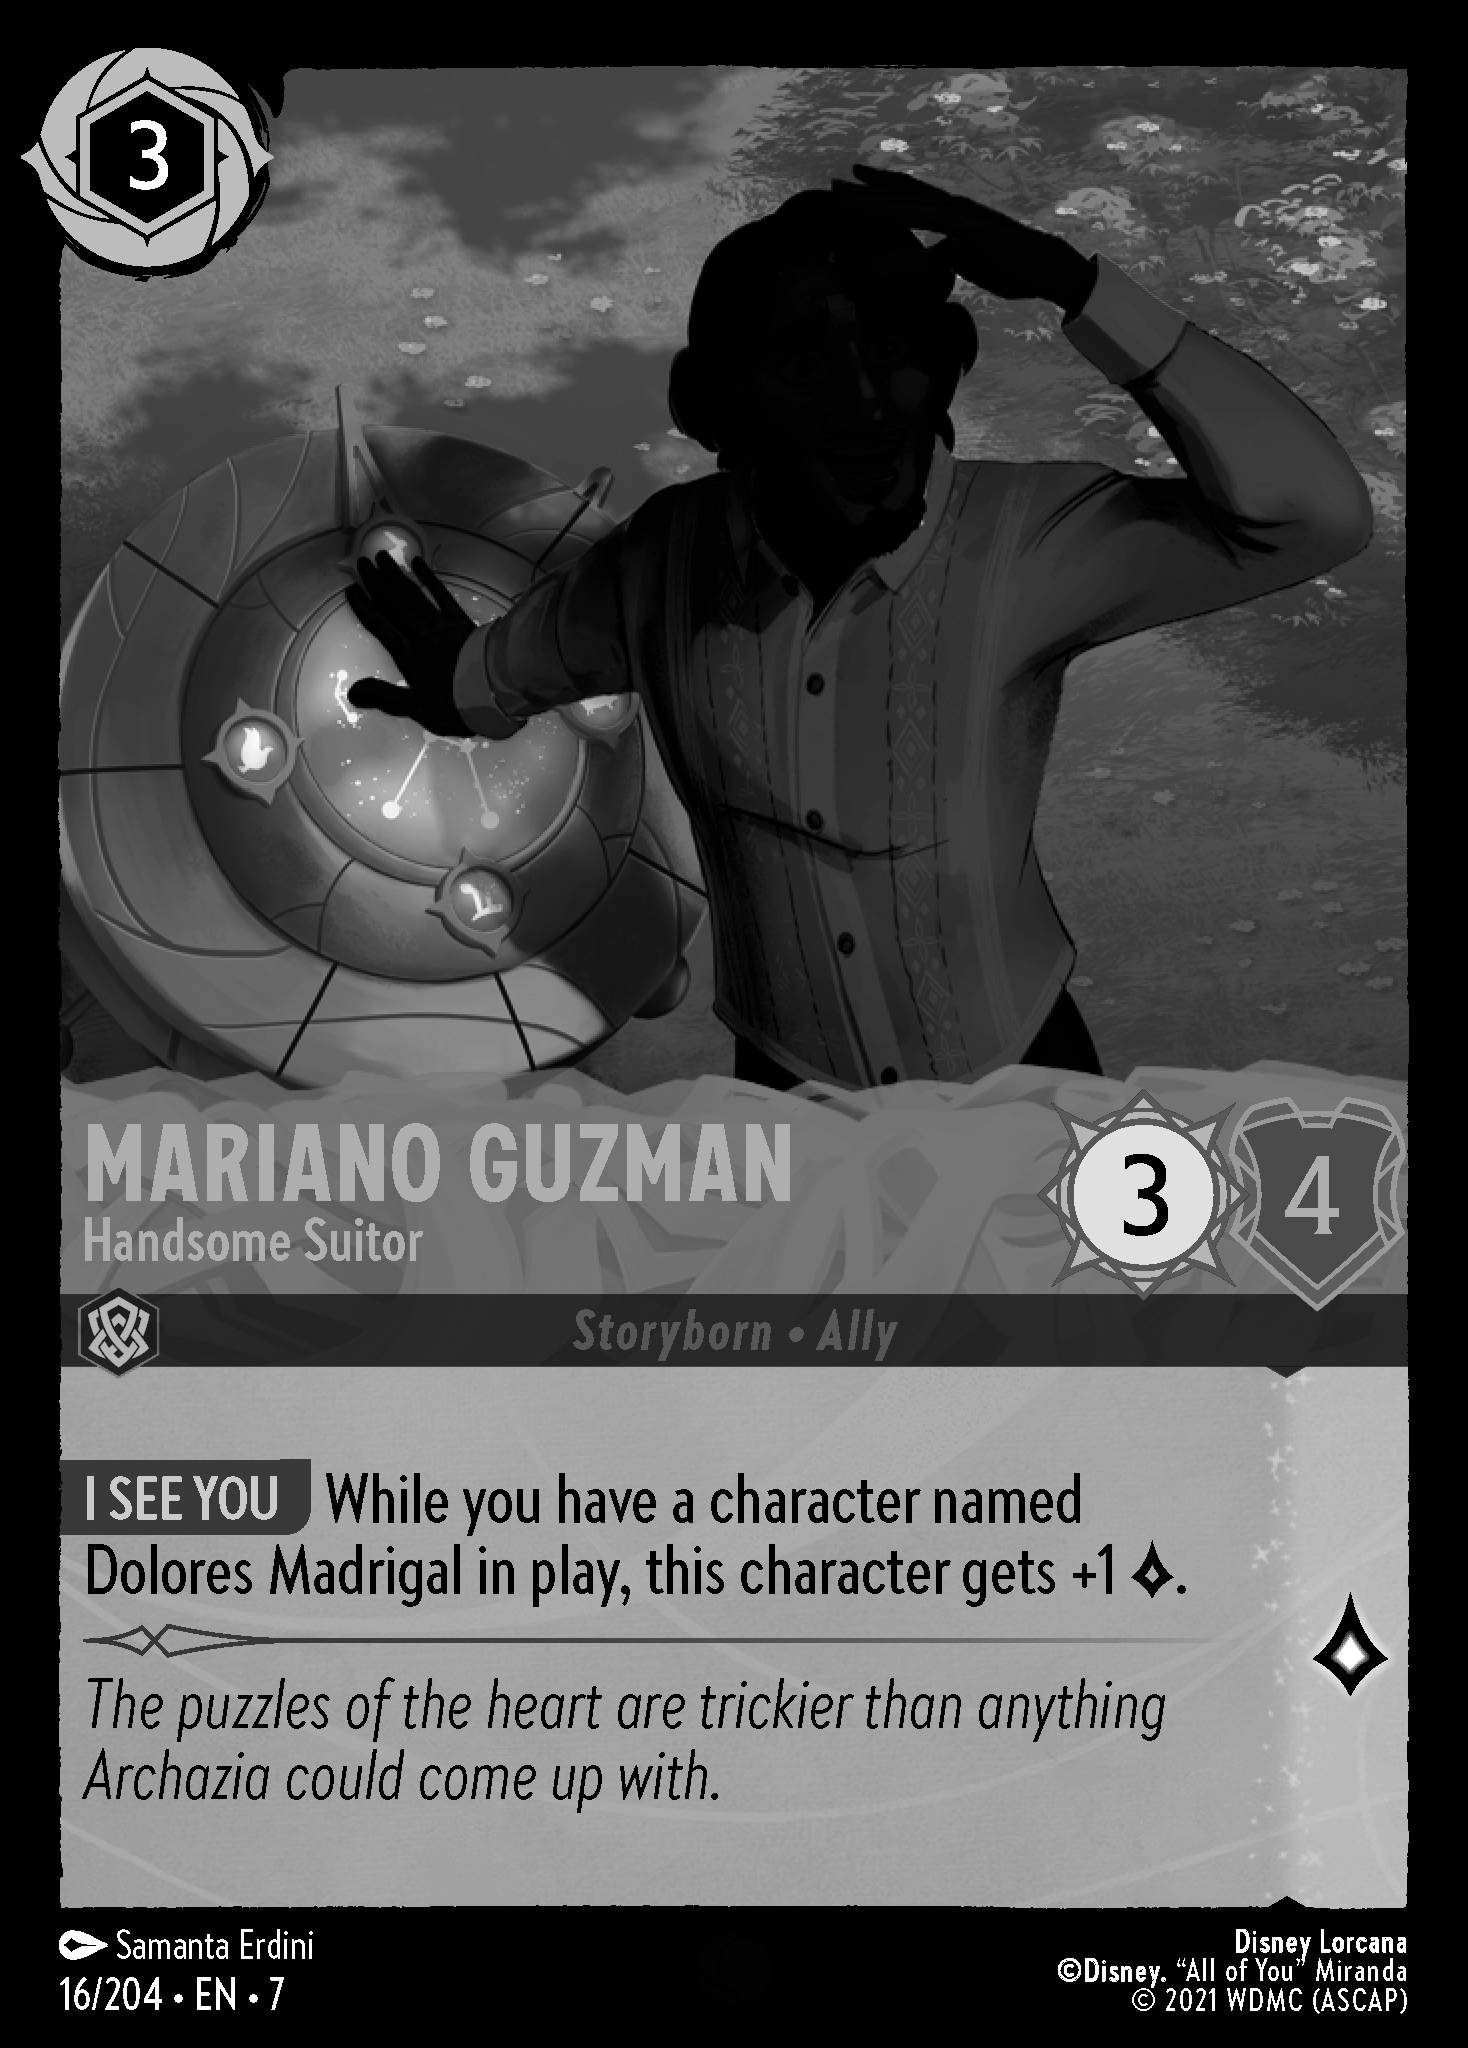 3
MARIANO GUZMAN
Handsome Suitor
3 4
Storyborn • Ally
I SEE YOU While you have a character named
Dolores Madrigal in play, this character gets +1 .
The puzzles of the heart are trickier than anything
Archazia could come up with.
Samanta Erdini
16/204 • EN • 7
Disney Lorcana
©Disney. “All of You” Miranda
© 2021 WDMC (ASCAP)